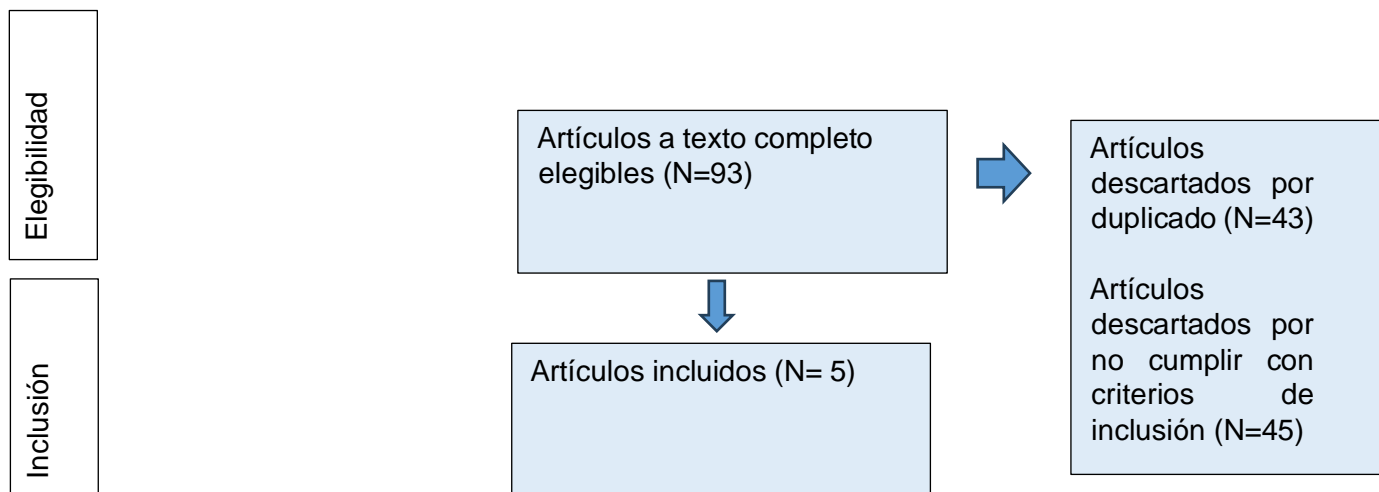 Elegibilidad
Artículos a texto completo
elegibles (N=93)
Artículos
descartados por
duplicado (N=43)
Artículos
descartados por
no cumplir con
criterios de
inclusión (N=45)
Inclusión
Artículos incluidos (N= 5)